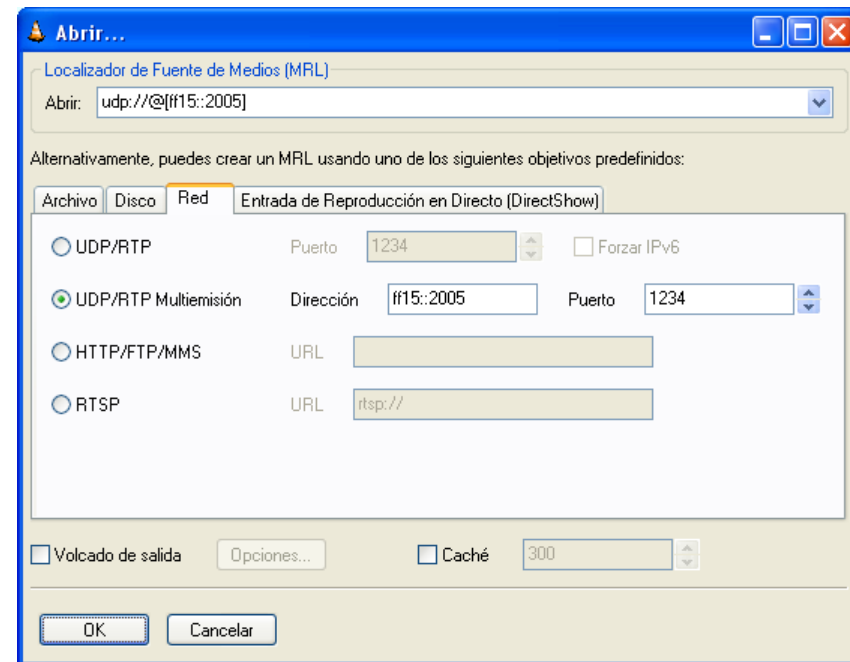 Abrir...
Localizador de Fuente de Medios (MRL)
Abrir: udp://@[ff15::2005]
Alternativamente, puedes crear un MRL usando uno de los siguientes objetivos predefinidos:
Archivo Disco Red Entrada de Reproducción en Directo (DirectShow)
UDP/RTP Puerto 1234 Forzar IPv6
UDP/RTP Multiemisión Dirección ff15::2005 Puerto 1234
HTTP/FTP/MMS URL
RTSP URL rtsp://
Volcado de salida Opciones... Caché 300
OK Cancelar